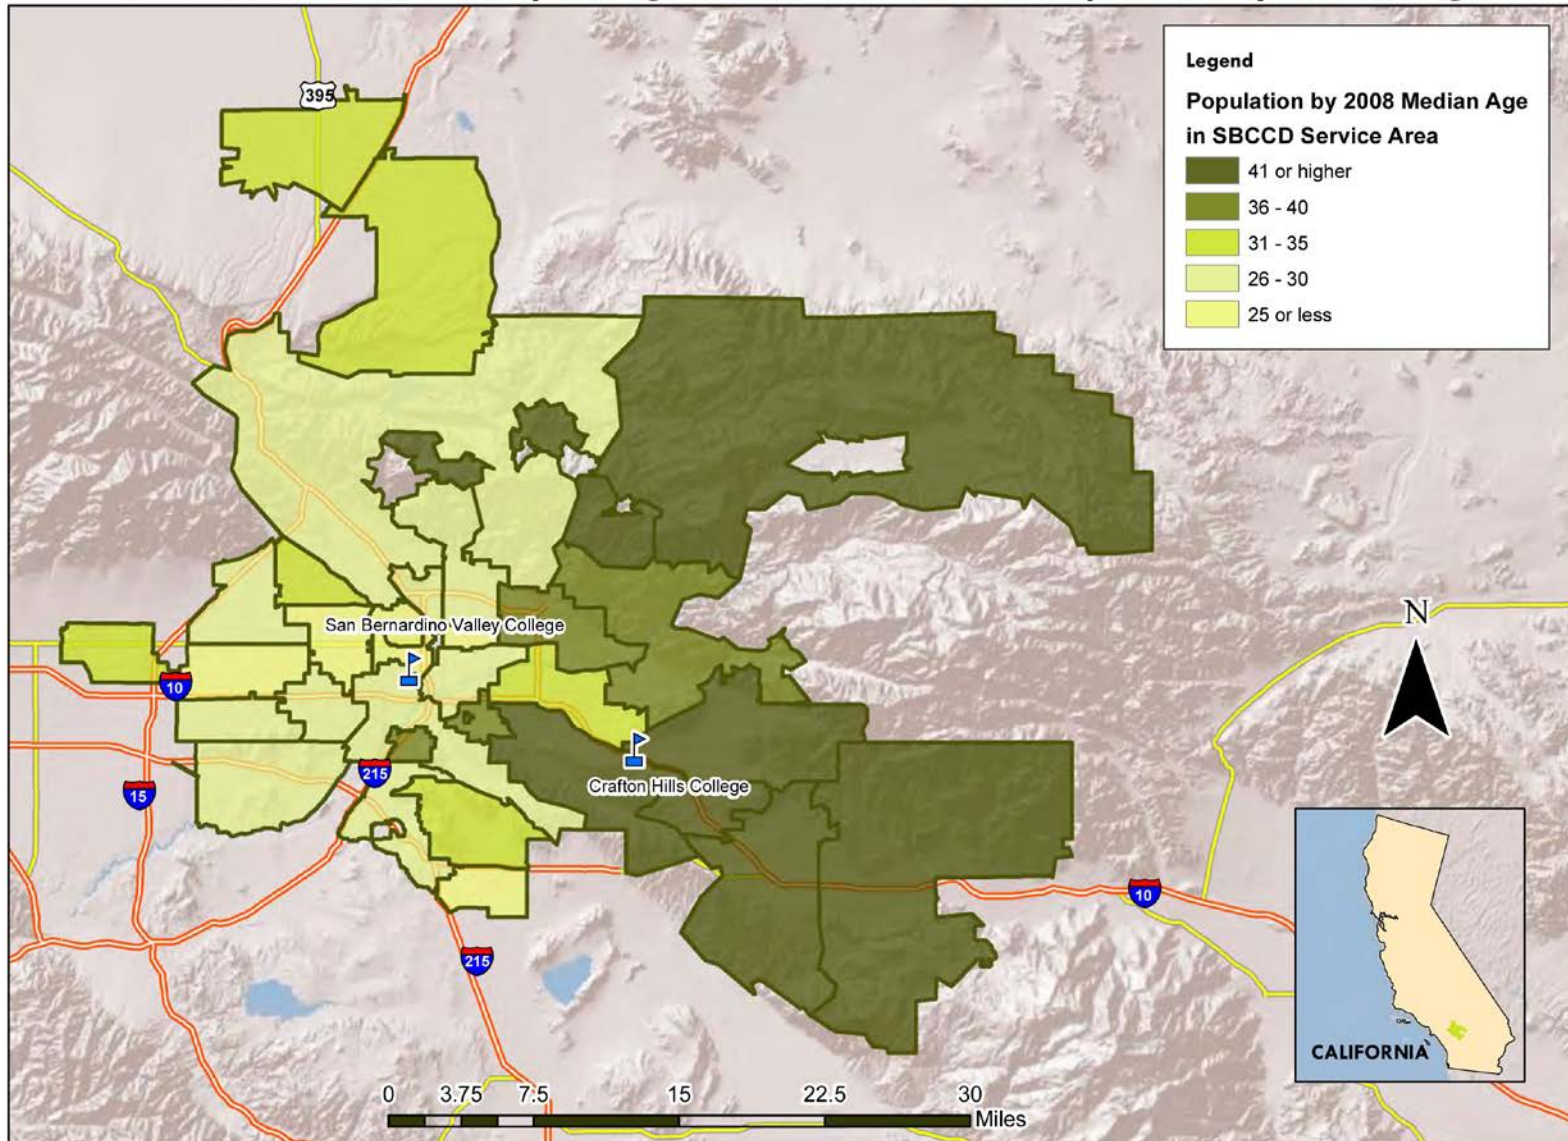 395
Legend
Population by 2008 Median Age
in SBCCD Service Area
41 or higher
36 - 40
31 - 35
26 - 30
25 or less
N
San Bernardino Valley College
10
215
15
Crafton Hills College
10
215
CALIFORNIA
0 3.75 7.5 15 22.5 30
Miles